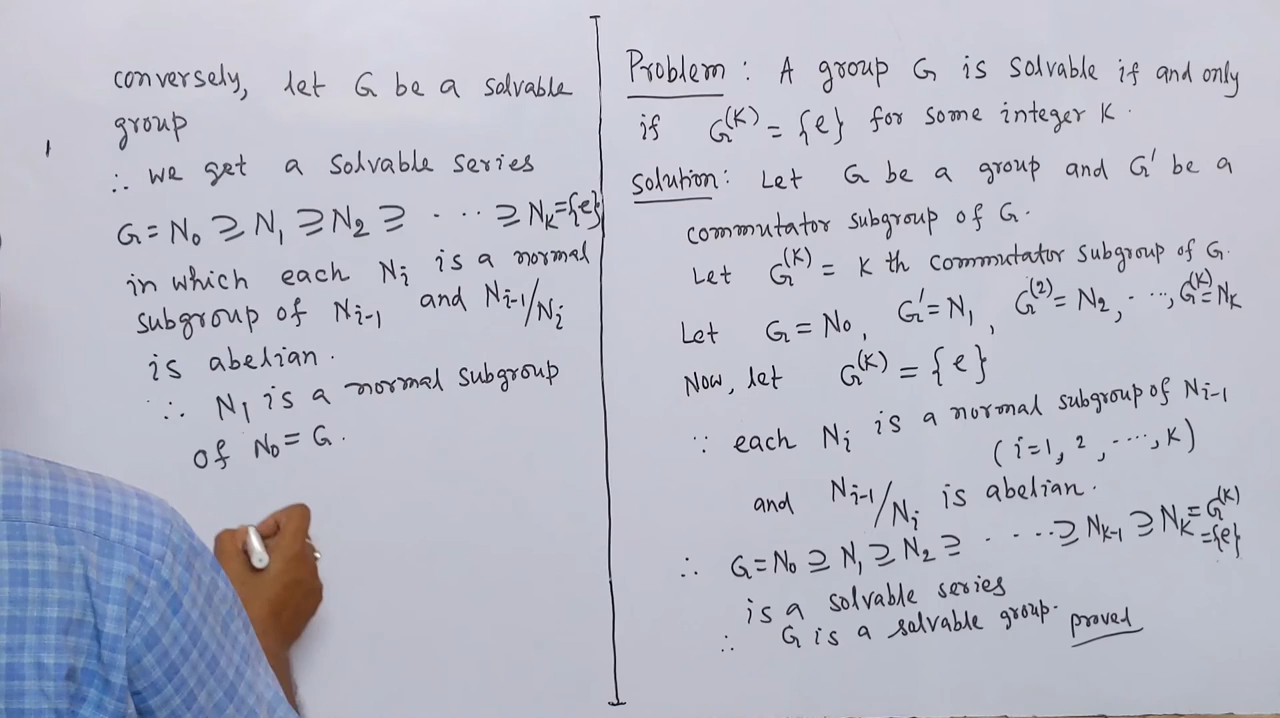 conversely, let G be a solvable
group
∴ we get a solvable series
G = N₀ ⊇ N₁ ⊇ N₂ ⊇ ..... ⊇ Nₖ={e}
in which each Nᵢ is a normal
subgroup of Nᵢ₋₁ and Nᵢ₋₁/Nᵢ
is abelian.
∴ N₁ is a normal subgroup
of N₀ = G.
Problem : A group G is solvable if and only
if G⁽ᴷ⁾ = {e} for some integer K.
Solution: Let G be a group and G' be a
commutator subgroup of G.
Let G⁽ᴷ⁾ = K th commutator subgroup of G.
Let G = N₀, G' = N₁, G⁽²⁾ = N₂, ....., G⁽ᴷ⁾=Nₖ
Now, let G⁽ᴷ⁾ = {e}
∵ each Nᵢ is a normal subgroup of Nᵢ₋₁
(i=1, 2, ....., K)
and Nᵢ₋₁/Nᵢ is abelian.
∴ G = N₀ ⊇ N₁ ⊇ N₂ ⊇ ..... ⊇ Nₖ₋₁ ⊇ Nₖ = G⁽ᴷ⁾
={e}
is a solvable series
∴ G is a solvable group. proved